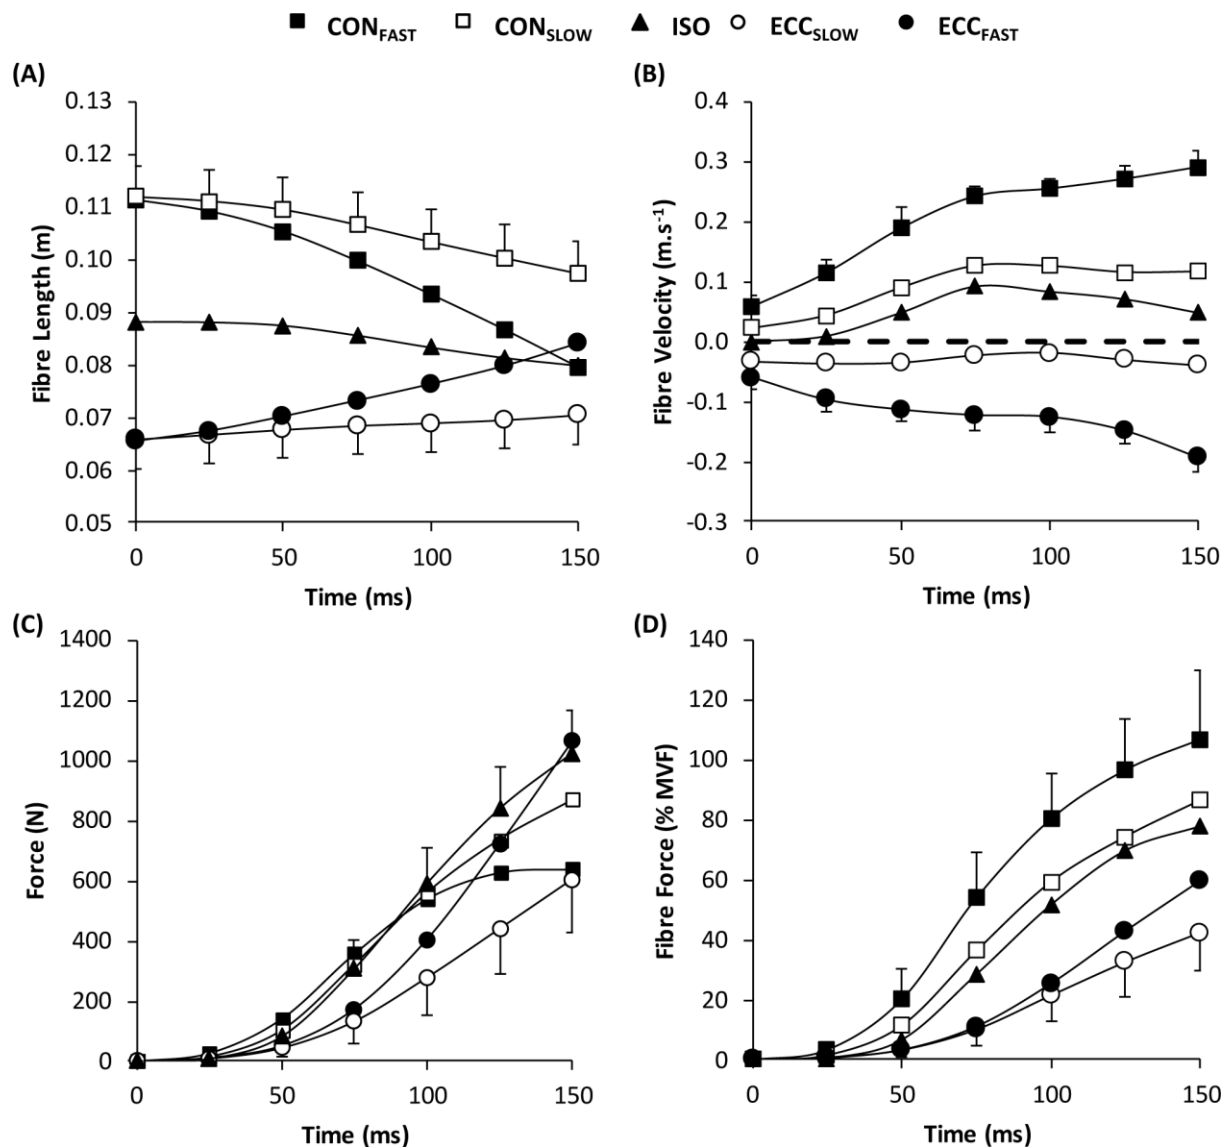 CON_FAST CON_SLOW ISO ECC_SLOW ECC_FAST
(A)
0.13
0.12
0.11
0.10
0.09
0.08
0.07
0.06
0.05
Fibre Length (m)
0 50 100 150
Time (ms)
(B)
0.4
0.3
0.2
0.1
0.0
-0.1
-0.2
-0.3
Fibre Velocity (m.s⁻¹)
0 50 100 150
Time (ms)
(C)
1400
1200
1000
800
600
400
200
0
Force (N)
0 50 100 150
Time (ms)
(D)
140
120
100
80
60
40
20
0
Fibre Force (% MVF)
0 50 100 150
Time (ms)